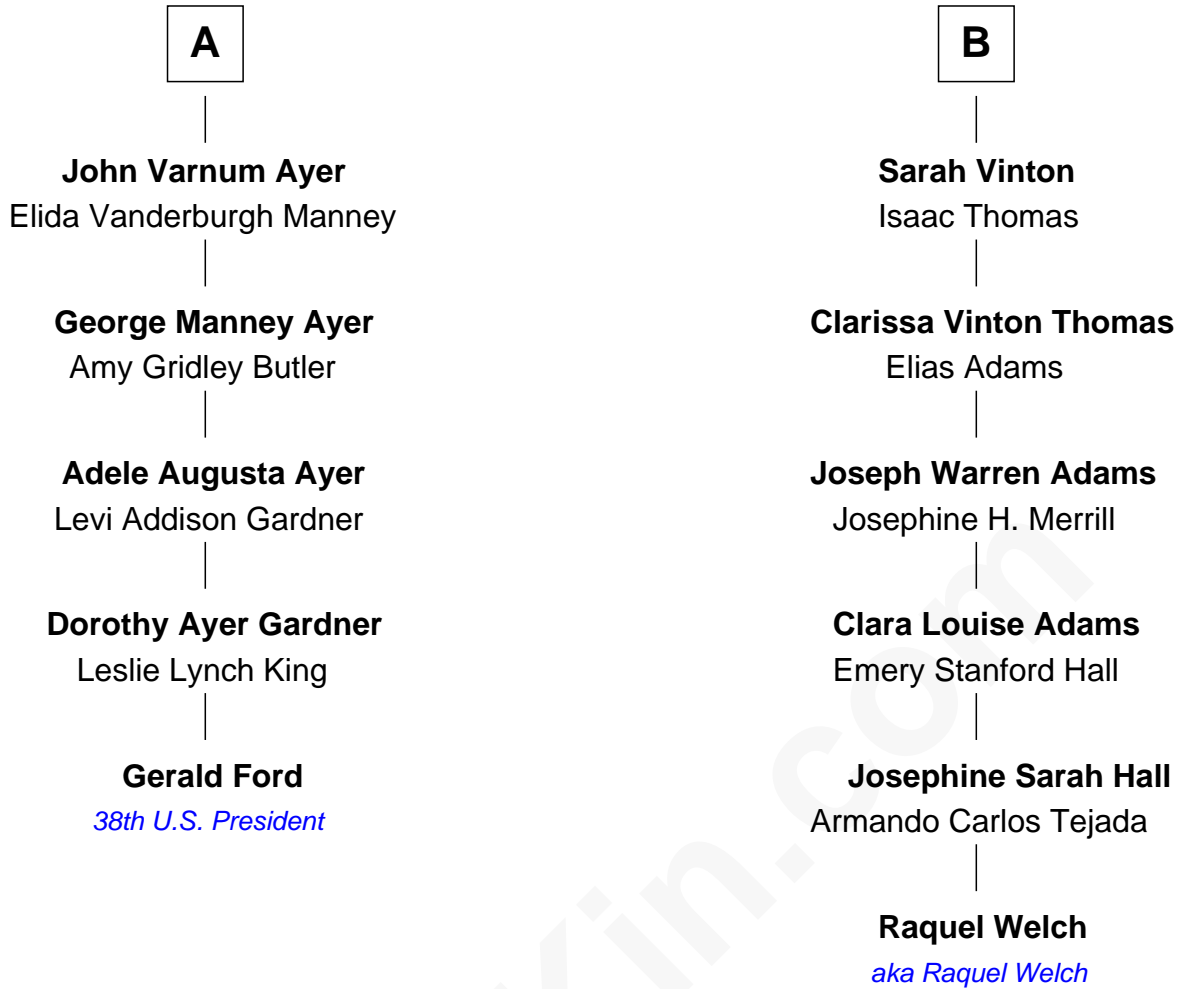 A
John Varnum Ayer
Elida Vanderburgh Manney
George Manney Ayer
Amy Gridley Butler
Adele Augusta Ayer
Levi Addison Gardner
Dorothy Ayer Gardner
Leslie Lynch King
Gerald Ford
38th U.S. President
B
Sarah Vinton
Isaac Thomas
Clarissa Vinton Thomas
Elias Adams
Joseph Warren Adams
Josephine H. Merrill
Clara Louise Adams
Emery Stanford Hall
Josephine Sarah Hall
Armando Carlos Tejada
Raquel Welch
aka Raquel Welch
Kin.com